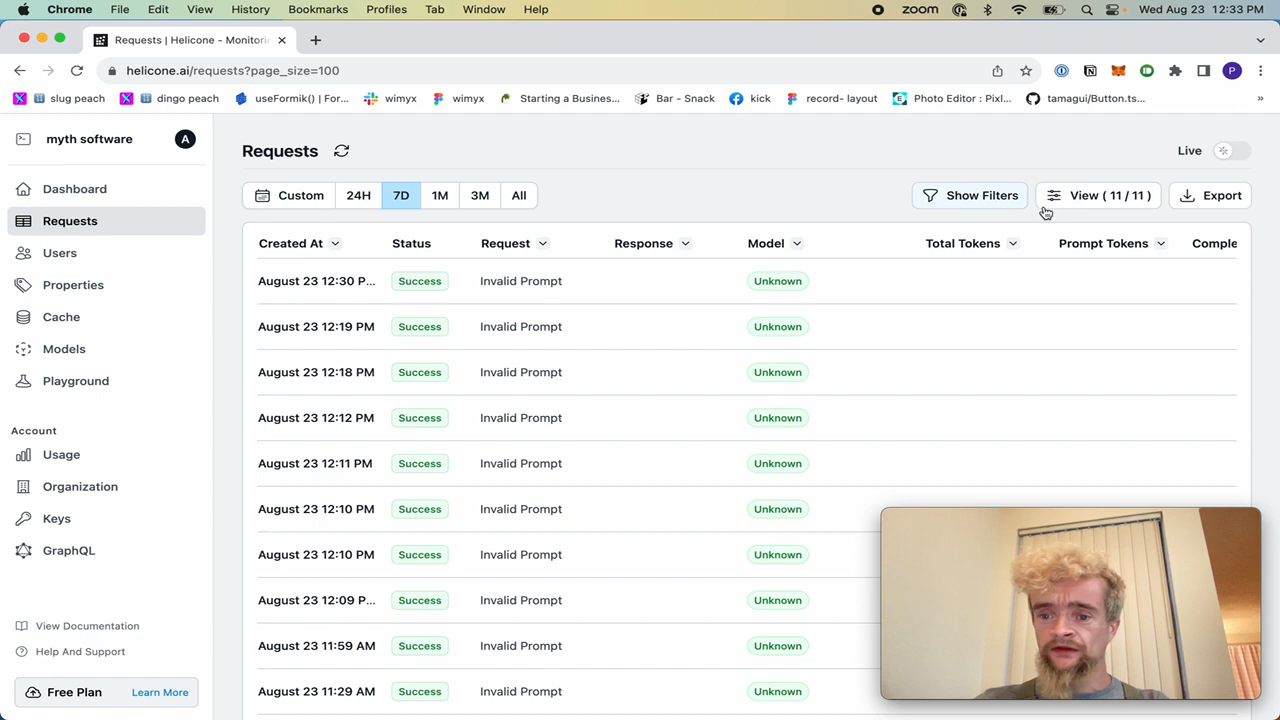 Chrome File Edit View History Bookmarks Profiles Tab Window Help zoom Wed Aug 23 12:33 PM
Requests | Helicone - Monitorin
helicone.ai/requests?page_size=100 P
slug peach dingo peach useFormik() | For... wimyx wimyx Starting a Busines... Bar - Snack kick record- layout Photo Editor : Pixl... tamagui/Button.ts... »
myth software A
Requests
Live
Dashboard
Requests
Users
Properties
Cache
Models
Playground
Account
Usage
Organization
Keys
GraphQL
View Documentation
Help And Support
Free Plan Learn More
Custom 24H 7D 1M 3M All Show Filters View ( 11 / 11 ) Export
Created At Status Request Response Model Total Tokens Prompt Tokens Comple
August 23 12:30 P... Success Invalid Prompt Unknown
August 23 12:19 PM Success Invalid Prompt Unknown
August 23 12:18 PM Success Invalid Prompt Unknown
August 23 12:12 PM Success Invalid Prompt Unknown
August 23 12:11 PM Success Invalid Prompt Unknown
August 23 12:10 PM Success Invalid Prompt Unknown
August 23 12:10 PM Success Invalid Prompt Unknown
August 23 12:09 P... Success Invalid Prompt Unknown
August 23 11:59 AM Success Invalid Prompt Unknown
August 23 11:29 AM Success Invalid Prompt Unknown